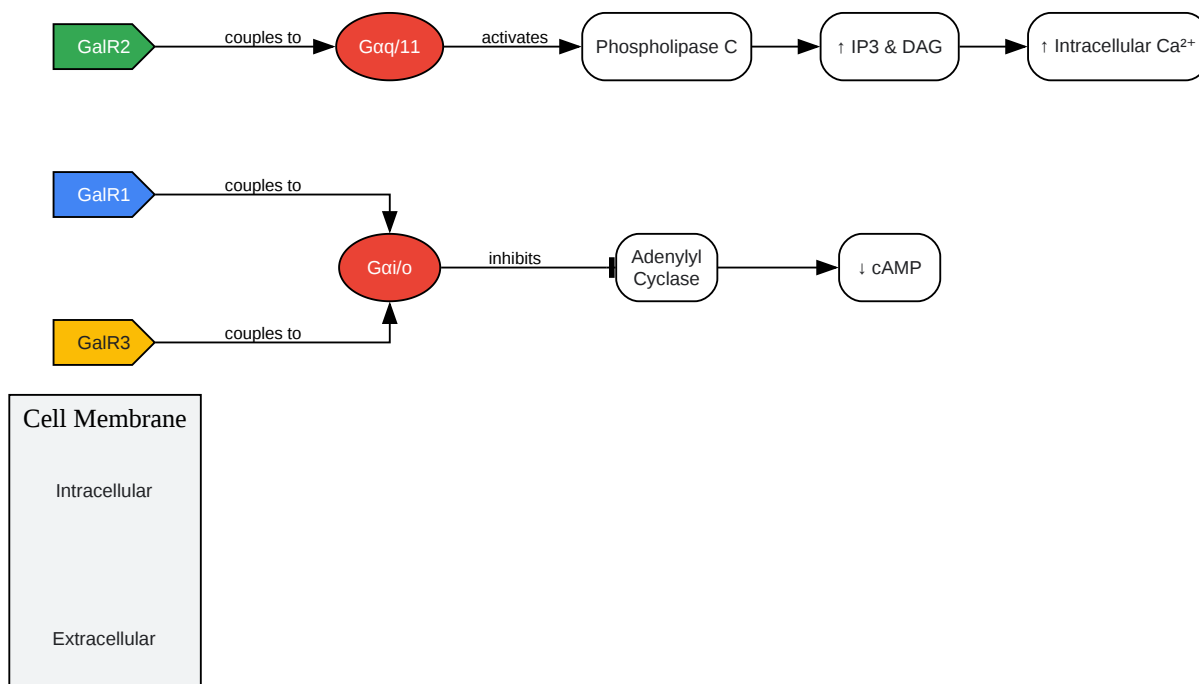 GalR2
couples to
Gαq/11
activates
Phospholipase C
↑ IP3 & DAG
↑ Intracellular Ca²⁺
GalR1
couples to
Gαi/o
inhibits
Adenylyl
Cyclase
↓ cAMP
GalR3
couples to
Cell Membrane
Intracellular
Extracellular